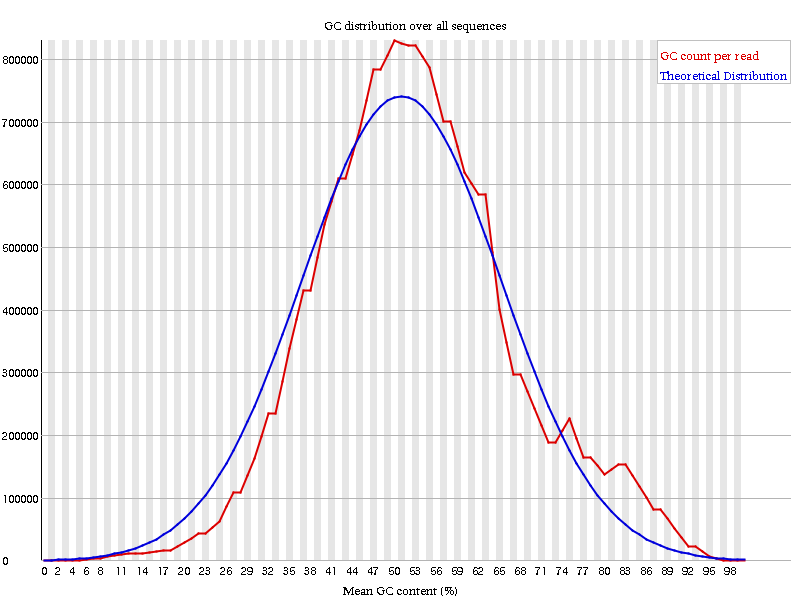 GC distribution over all sequences
GC count per read
Theoretical Distribution
800000
700000
600000
500000
400000
300000
200000
100000
0
0 2 4 6 8 11 14 17 20 23 26 29 32 35 38 41 44 47 50 53 56 59 62 65 68 71 74 77 80 83 86 89 92 95 98
Mean GC content (%)